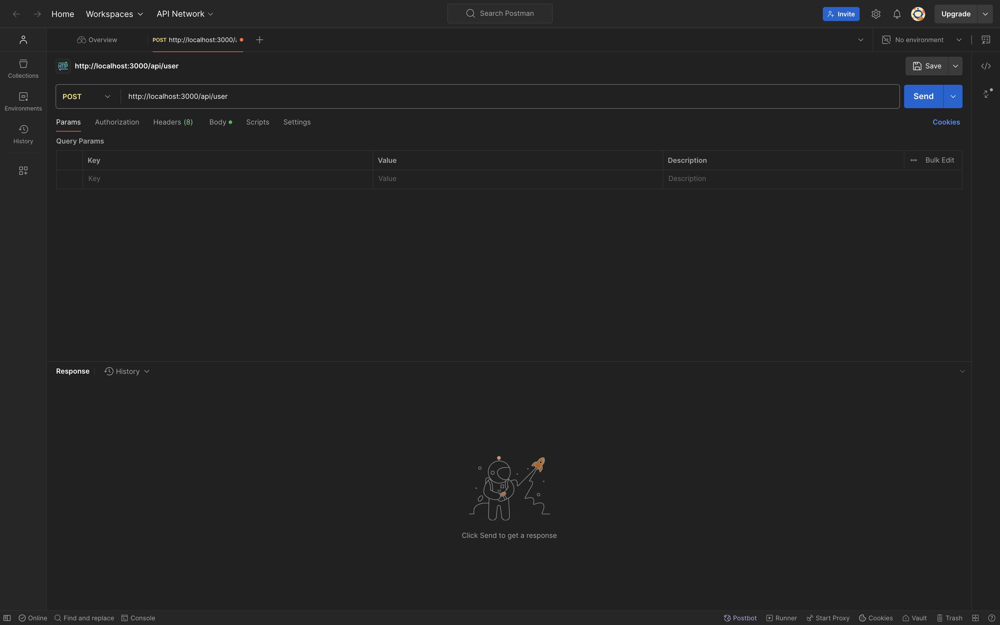 Home Workspaces API Network Search Postman Invite Upgrade
Overview POST http://localhost:3000/a No environment
HTTP http://localhost:3000/api/user Save
POST http://localhost:3000/api/user Send
Params Authorization Headers (8) Body Scripts Settings Cookies
Query Params
Key Value Description Bulk Edit
Key Value Description
Collections
Environments
History
Response History
Click Send to get a response
Online Find and replace Console Postbot Runner Start Proxy Cookies Vault Trash